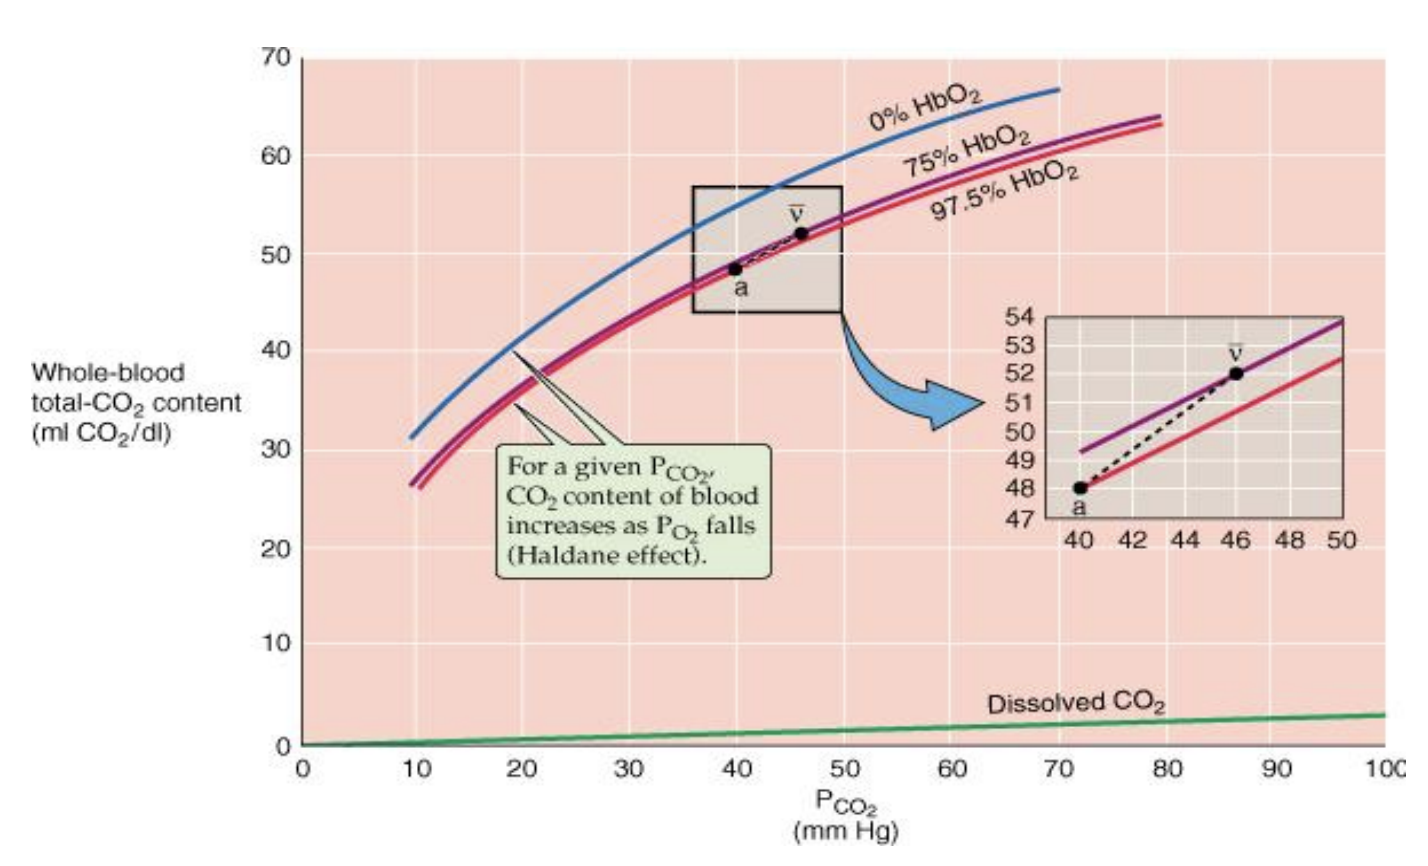 70
60
50
40
30
20
10
0
Whole-blood
total-CO₂ content
(ml CO₂/dl)
0% HbO₂
75% HbO₂
97.5% HbO₂
v̅
a
For a given P_CO₂,
CO₂ content of blood
increases as P_O₂ falls
(Haldane effect).
54
53
52
51
50
49
48
47
v̅
a
40 42 44 46 48 50
Dissolved CO₂
0 10 20 30 40 50 60 70 80 90 100
P_CO₂
(mm Hg)